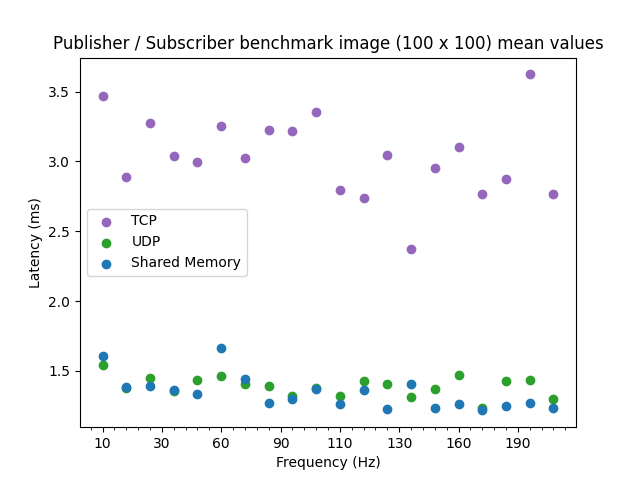 Publisher / Subscriber benchmark image (100 x 100) mean values
3.5
3.0
2.5
2.0
1.5
Latency (ms)
TCP
UDP
Shared Memory
10 30 60 90 110 130 160 190
Frequency (Hz)